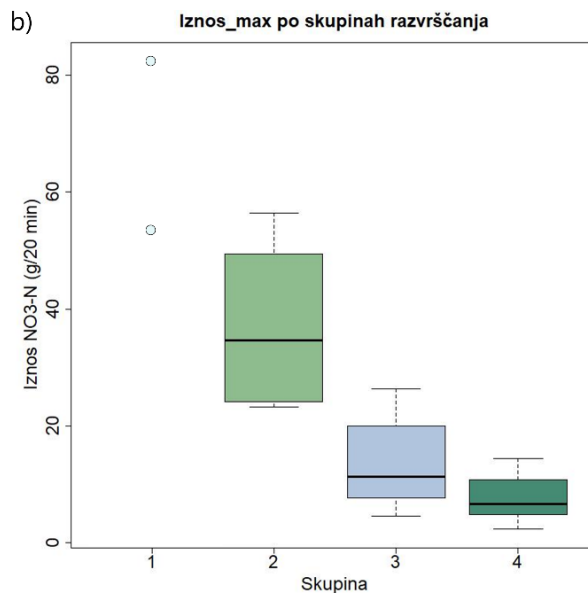 b)
Iznos_max po skupinah razvrščanja
Iznos NO3-N (g/20 min)
80
60
40
20
0
1 2 3 4
Skupina